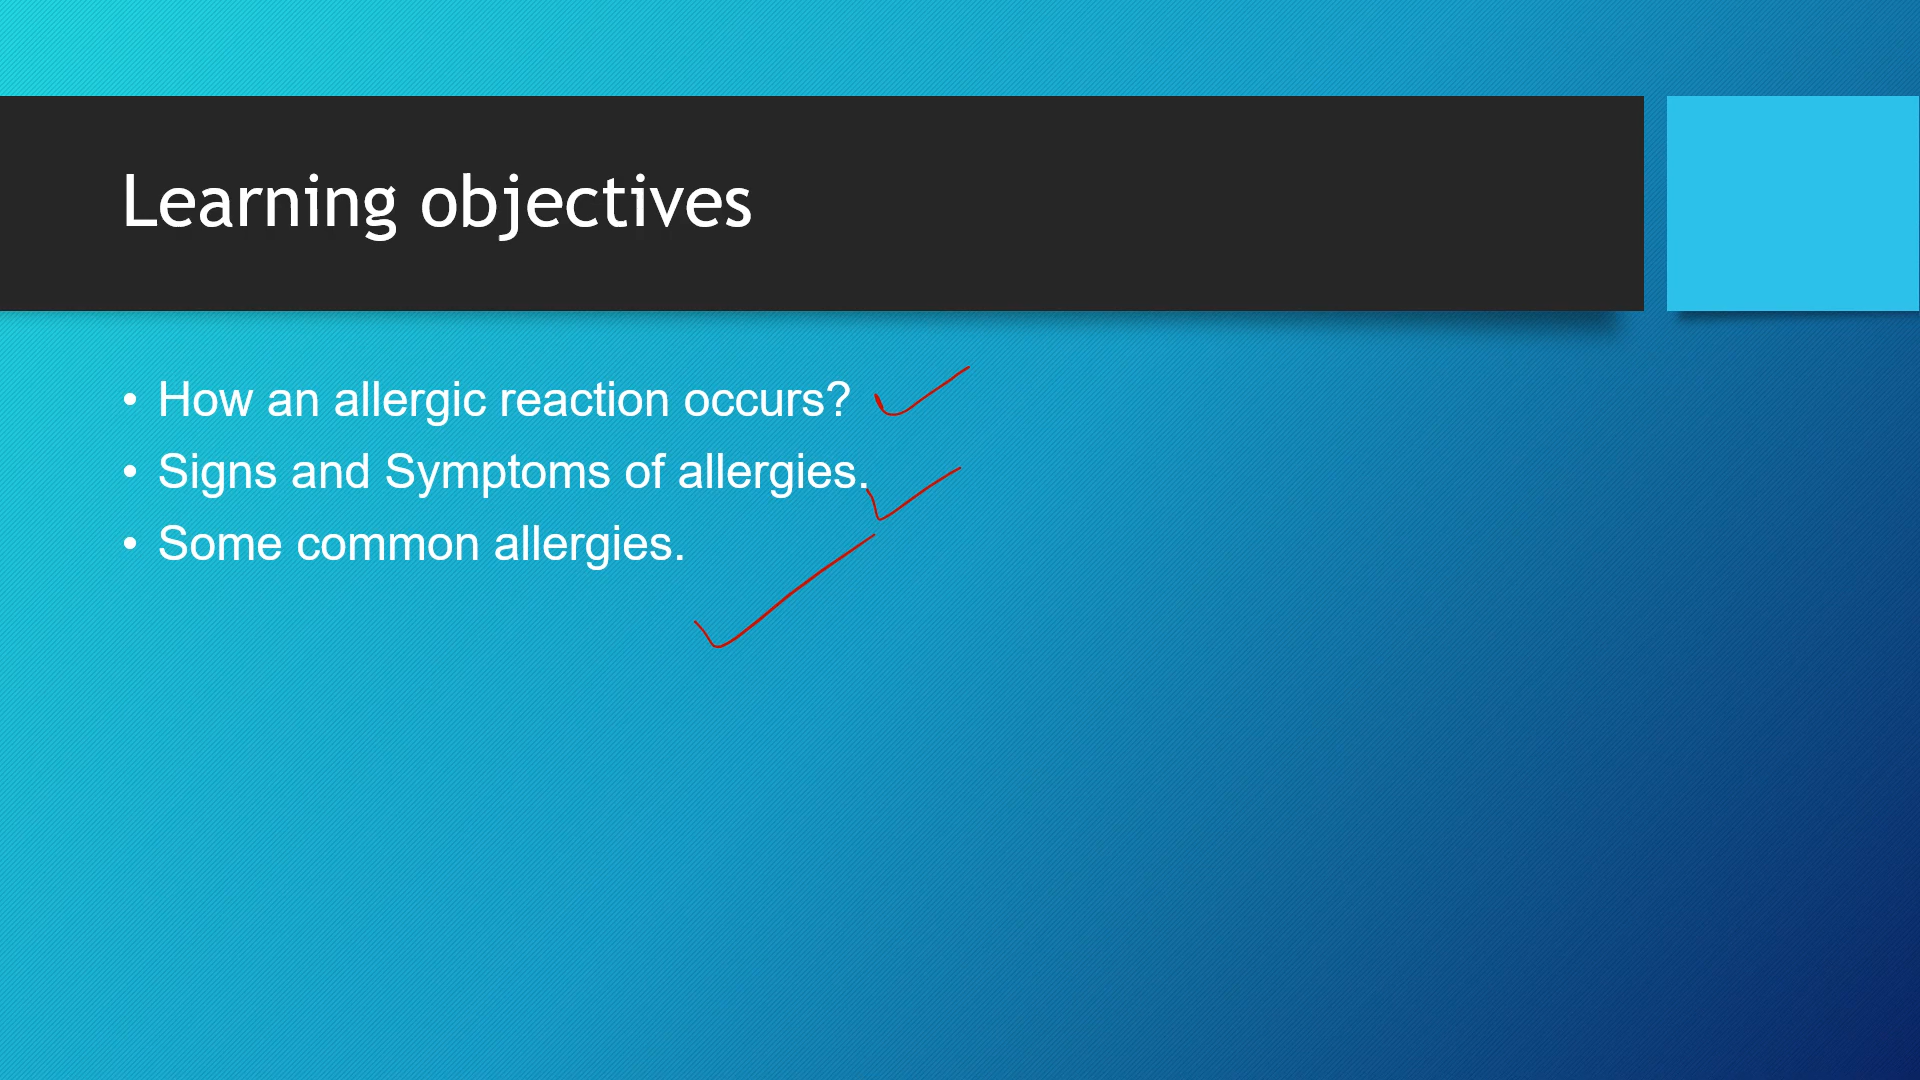 Learning objectives
• How an allergic reaction occurs?
• Signs and Symptoms of allergies.
• Some common allergies.